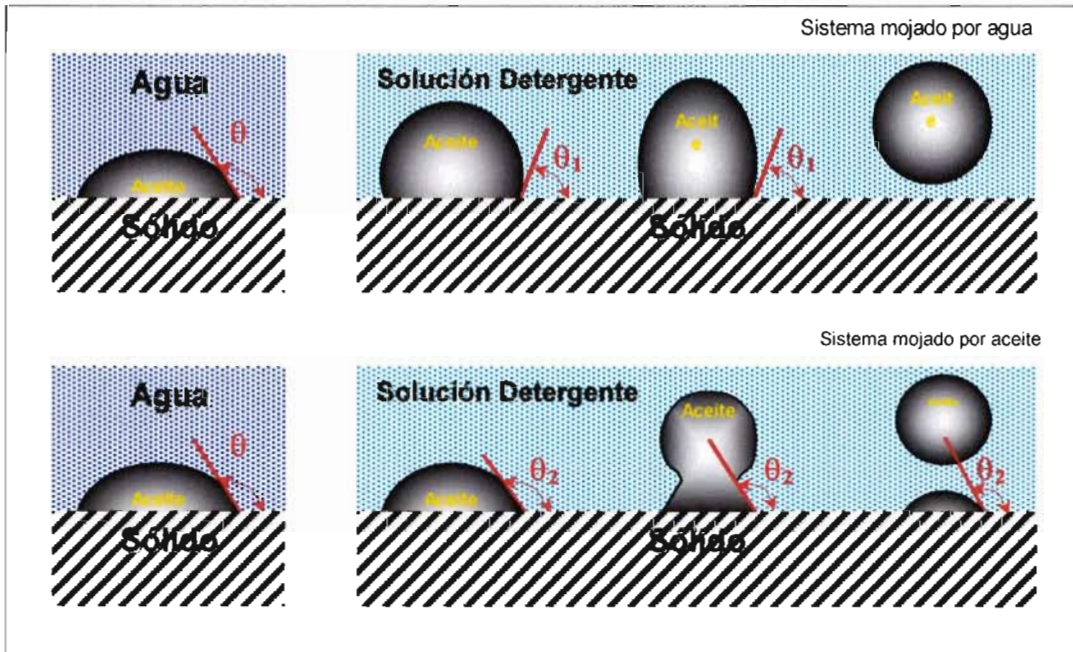 Sistema mojado por agua
Agua
Solución Detergente
θ
Aceite
Aceite
θ₁
Aceit
e
θ₁
Aceit
e
Sólido
Sólido
Sistema mojado por aceite
Agua
Solución Detergente
θ
Aceite
Aceite
θ₂
Aceite
θ₂
θ₂
Sólido
Sólido